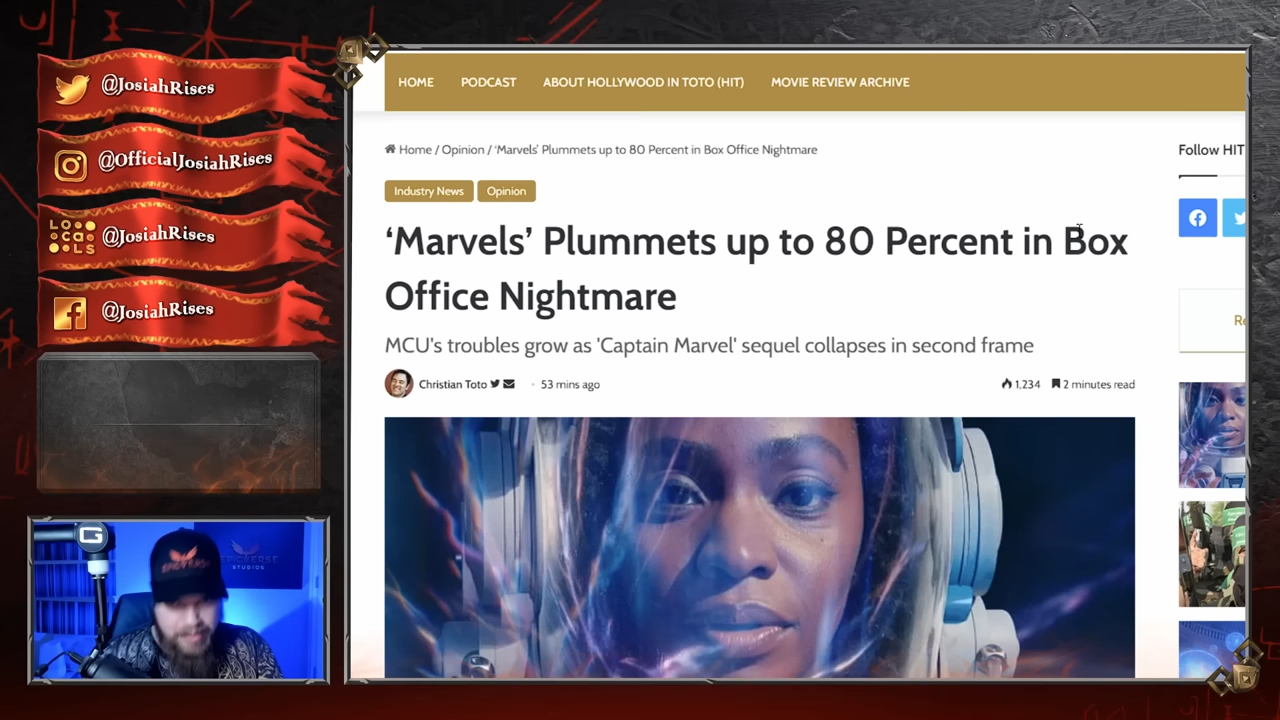 @JosiahRises
@OfficialJosiahRises
LOCALS
@JosiahRises
@JosiahRises
HOME PODCAST ABOUT HOLLYWOOD IN TOTO (HIT) MOVIE REVIEW ARCHIVE
Home / Opinion / ‘Marvels’ Plummets up to 80 Percent in Box Office Nightmare
Industry News Opinion
‘Marvels’ Plummets up to 80 Percent in Box
Office Nightmare
MCU's troubles grow as 'Captain Marvel' sequel collapses in second frame
Christian Toto 53 mins ago 1,234 2 minutes read
Follow HIT
STUDIOS